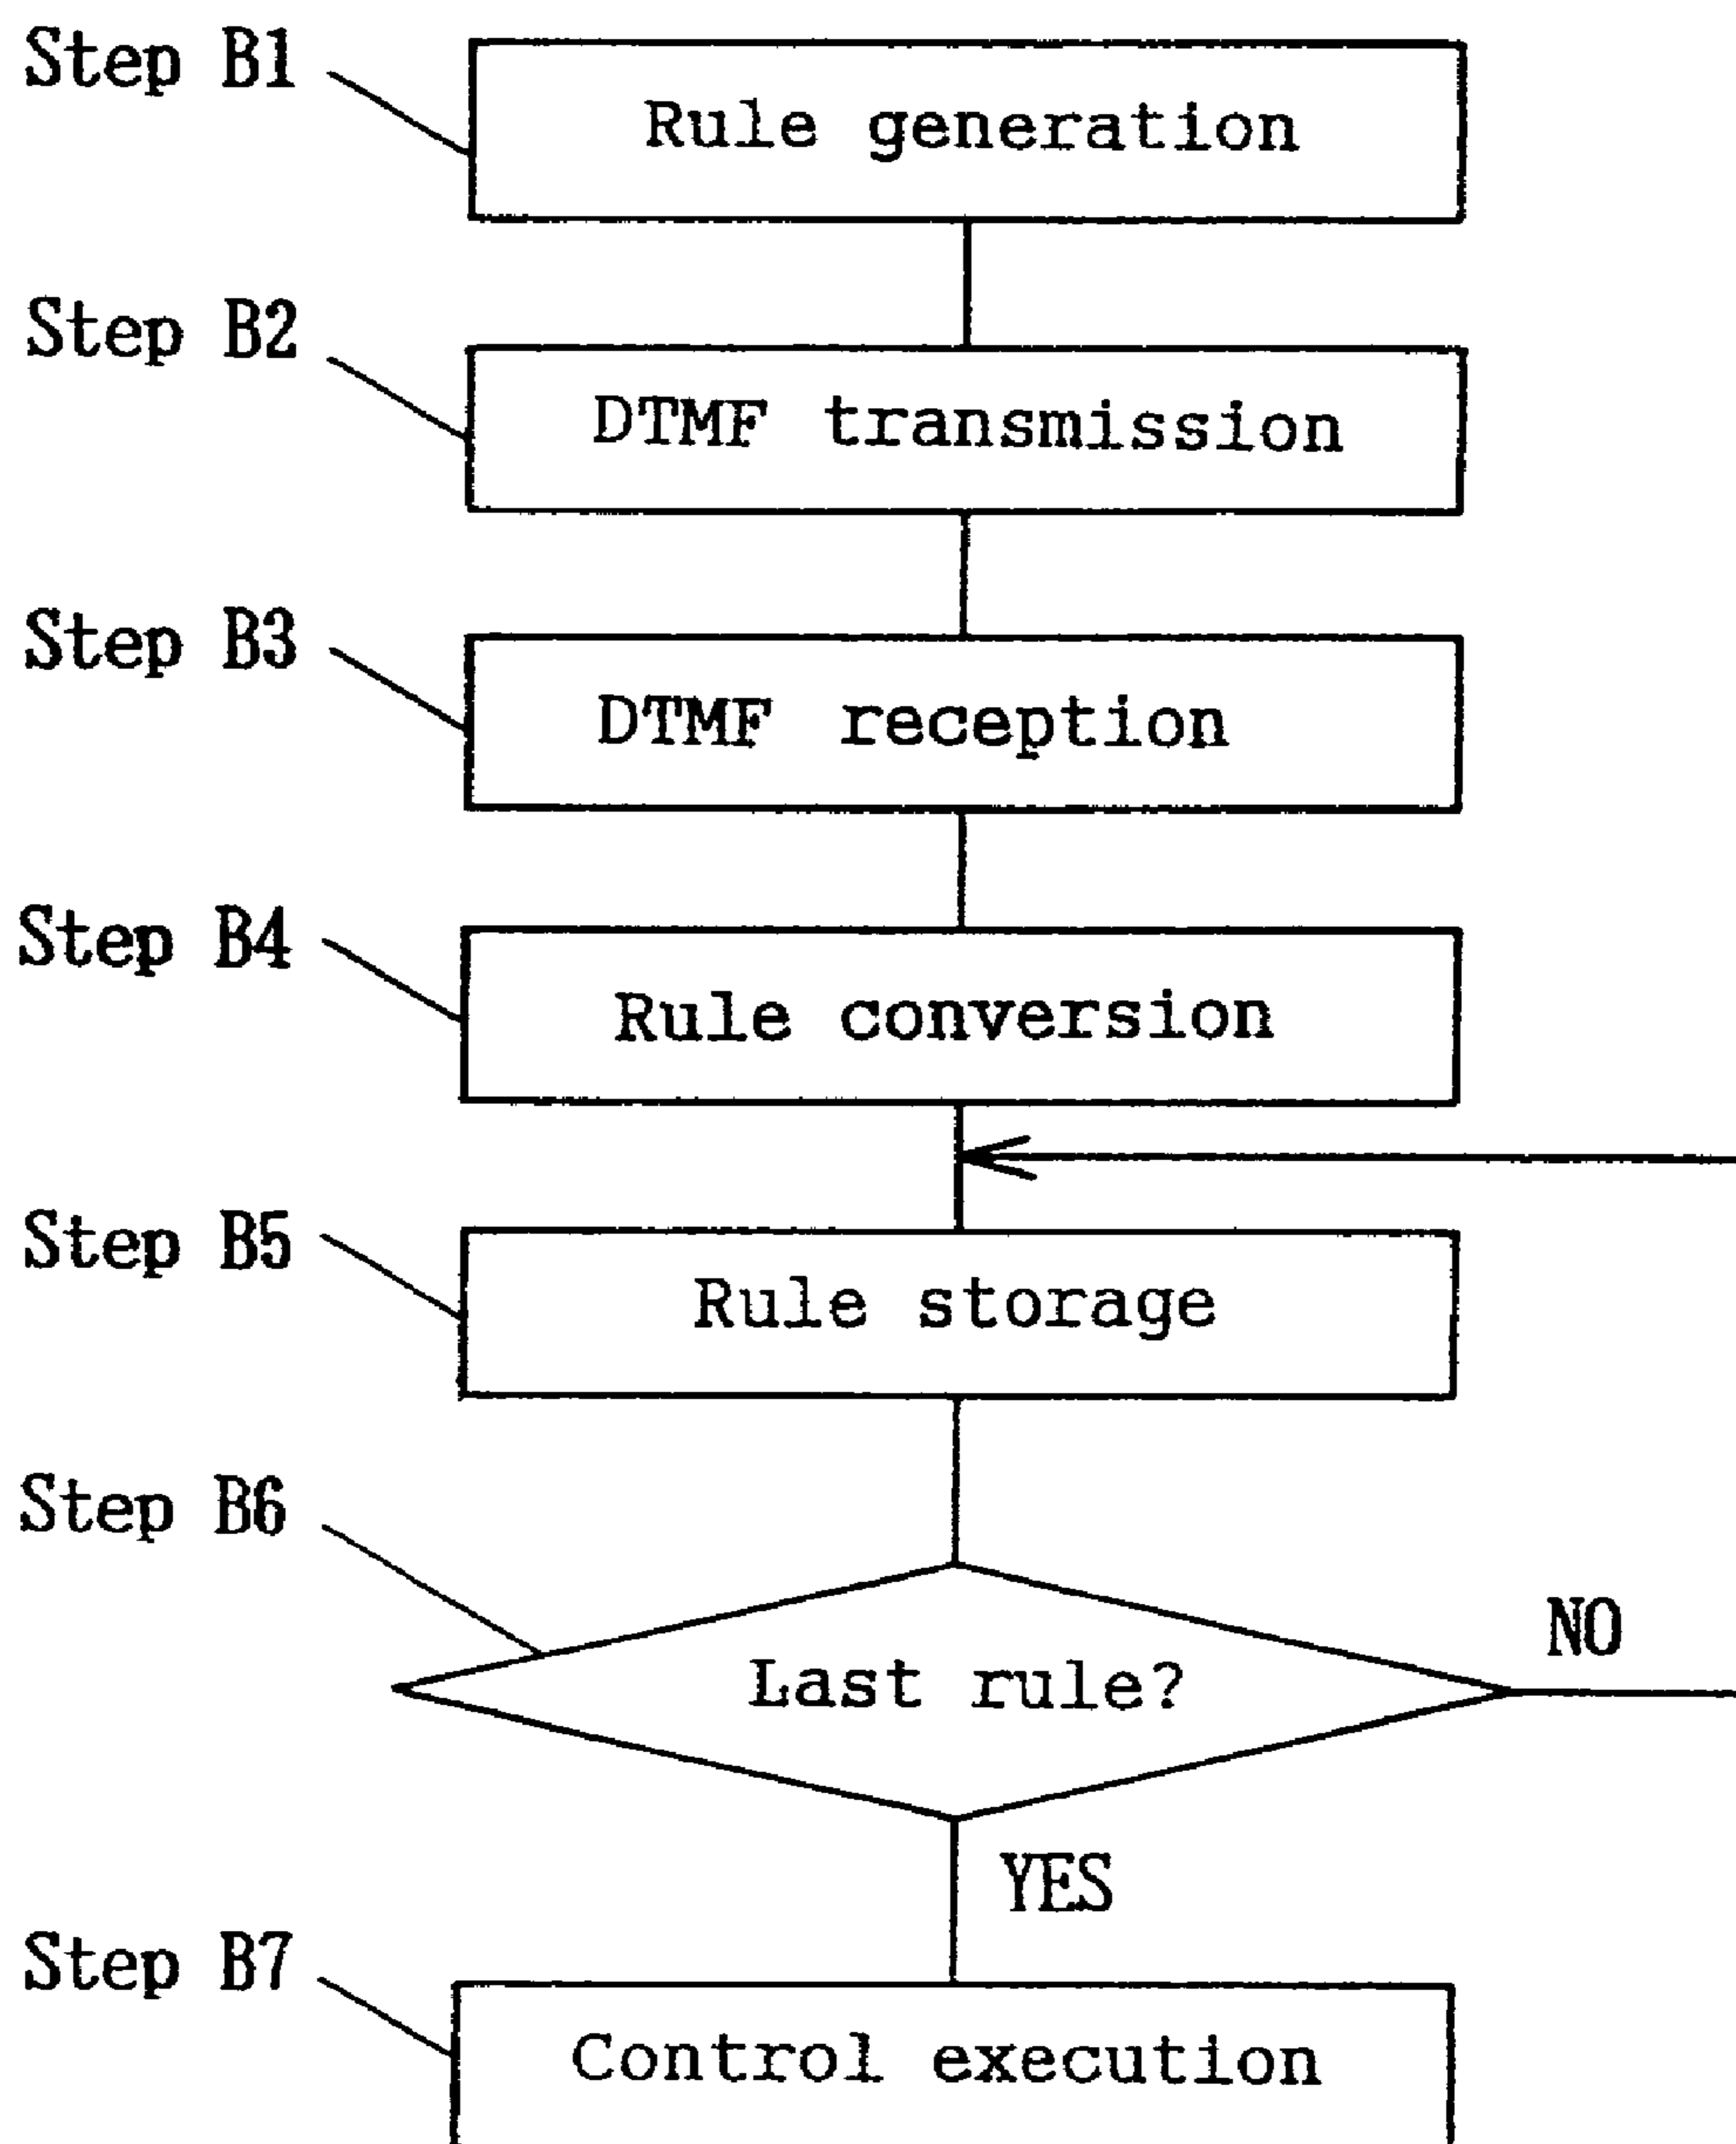 Step B1
Rule generation
Step B2
DTMF transmission
Step B3
DTMF reception
Step B4
Rule conversion
Step B5
Rule storage
Step B6
Last rule?
NO
YES
Step B7
Control execution